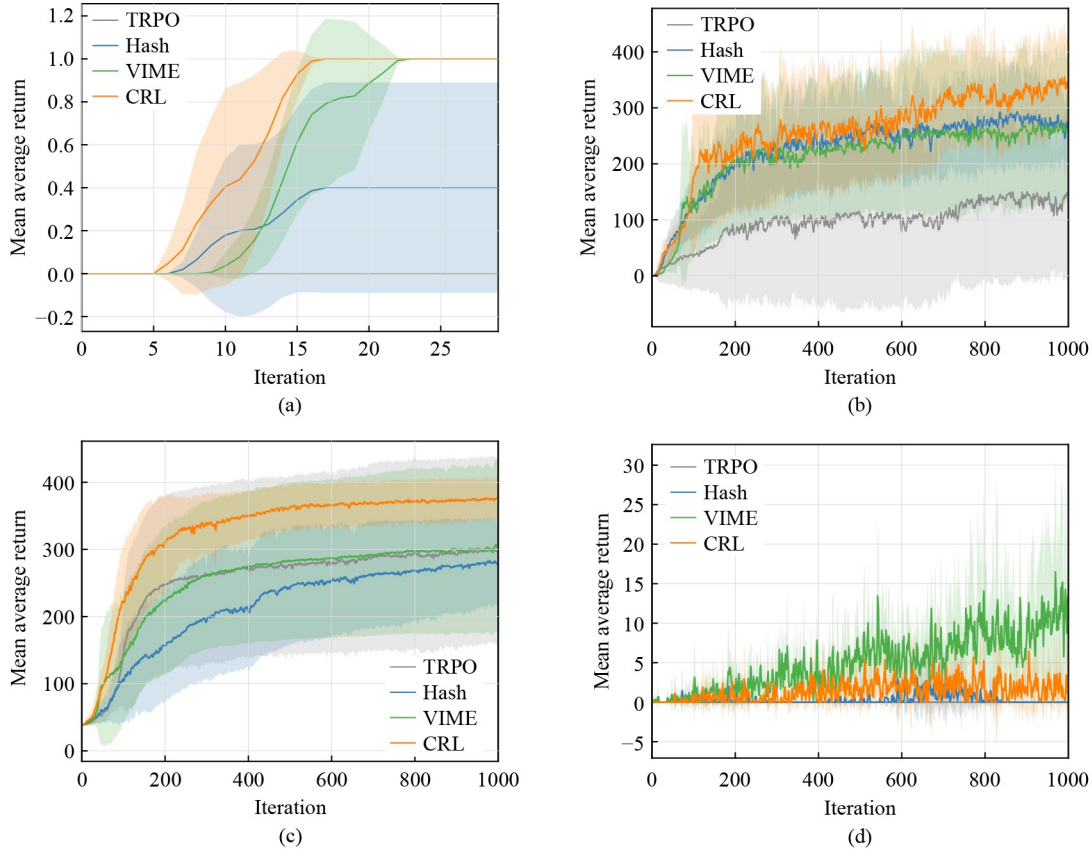 TRPO
Hash
VIME
CRL
Mean average return
1.2
1.0
0.8
0.6
0.4
0.2
0.0
−0.2
0 5 10 15 20 25
Iteration
(a)
TRPO
Hash
VIME
CRL
Mean average return
400
300
200
100
0
0 200 400 600 800 1000
Iteration
(b)
Mean average return
400
300
200
100
0
TRPO
Hash
VIME
CRL
0 200 400 600 800 1000
Iteration
(c)
TRPO
Hash
VIME
CRL
Mean average return
30
25
20
15
10
5
0
−5
0 200 400 600 800 1000
Iteration
(d)